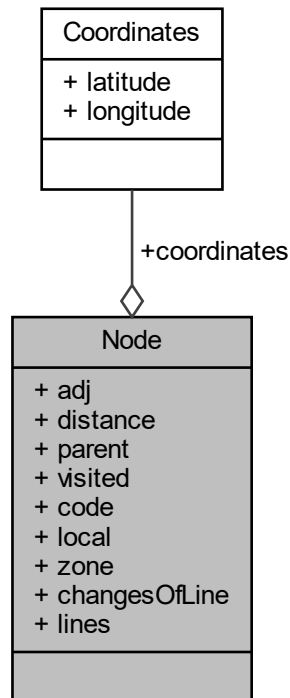 Coordinates
+ latitude
+ longitude
+coordinates
Node
+ adj
+ distance
+ parent
+ visited
+ code
+ local
+ zone
+ changesOfLine
+ lines